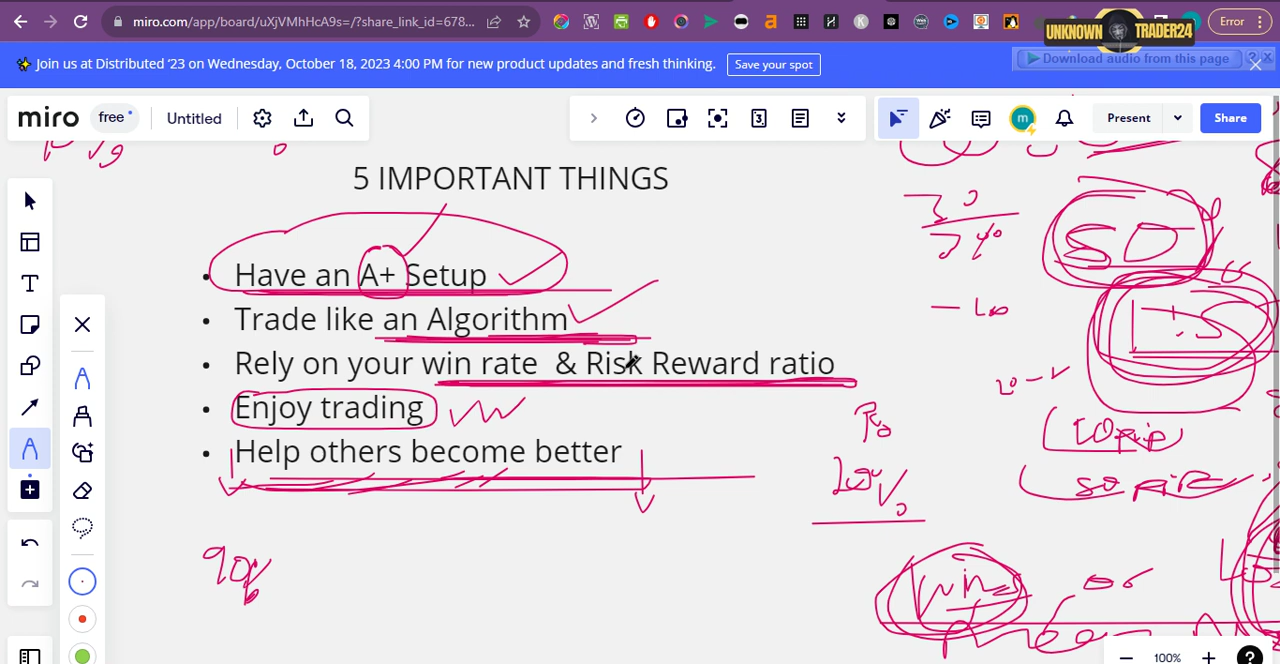 miro.com/app/board/uXjVMhHcA9s=/?share_link_id=678...
Error
UNKNOWN TRADER24
Join us at Distributed '23 on Wednesday, October 18, 2023 4:00 PM for new product updates and fresh thinking.
Save your spot
Download audio from this page
miro
free
Untitled
Present
Share
5 IMPORTANT THINGS
• Have an A+ Setup
• Trade like an Algorithm
• Rely on your win rate & Risk Reward ratio
• Enjoy trading
• Help others become better
SD
wins
100%